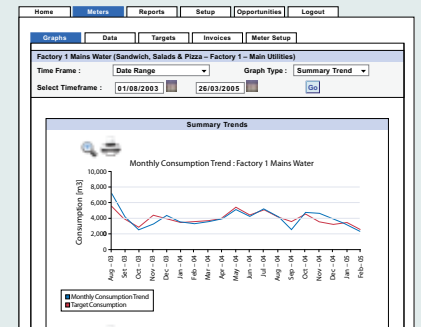 Home Meters Reports Setup Opportunities Logout
Graphs Data Targets Invoices Meter Setup
Factory 1 Mains Water (Sandwich, Salads & Pizza – Factory 1 – Main Utilities)
Time Frame : Date Range Graph Type : Summary Trend
Select Timeframe : 01/08/2003 26/03/2005 Go
Summary Trends
Monthly Consumption Trend : Factory 1 Mains Water
Consumption [m3]
10,000
8,000
6,000
4,000
2,000
0
Aug – 03 Set – 03 Oct – 03 Nov – 03 Dec – 03 Jan – 04 Feb – 04 Mar – 04 Apr – 04 May – 04 Jun – 04 Jul – 04 Aug – 04 Sep – 04 Oct – 04 Nov – 04 Dec – 04 Jan – 05 Feb – 05
Monthly Consumption Trend
Target Consumption